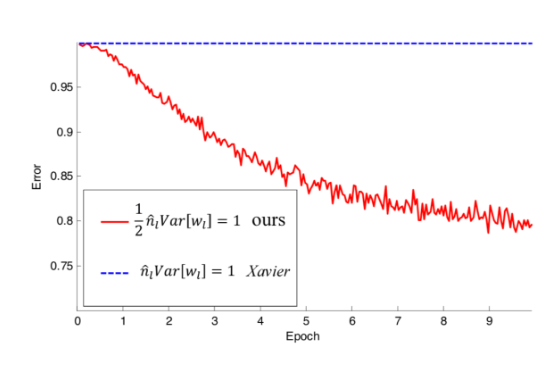 0.95
0.9
0.85
0.8
0.75
Error
1/2 n̂ₗVar[wₗ] = 1 ours
n̂ₗVar[wₗ] = 1 Xavier
0 1 2 3 4 5 6 7 8 9
Epoch